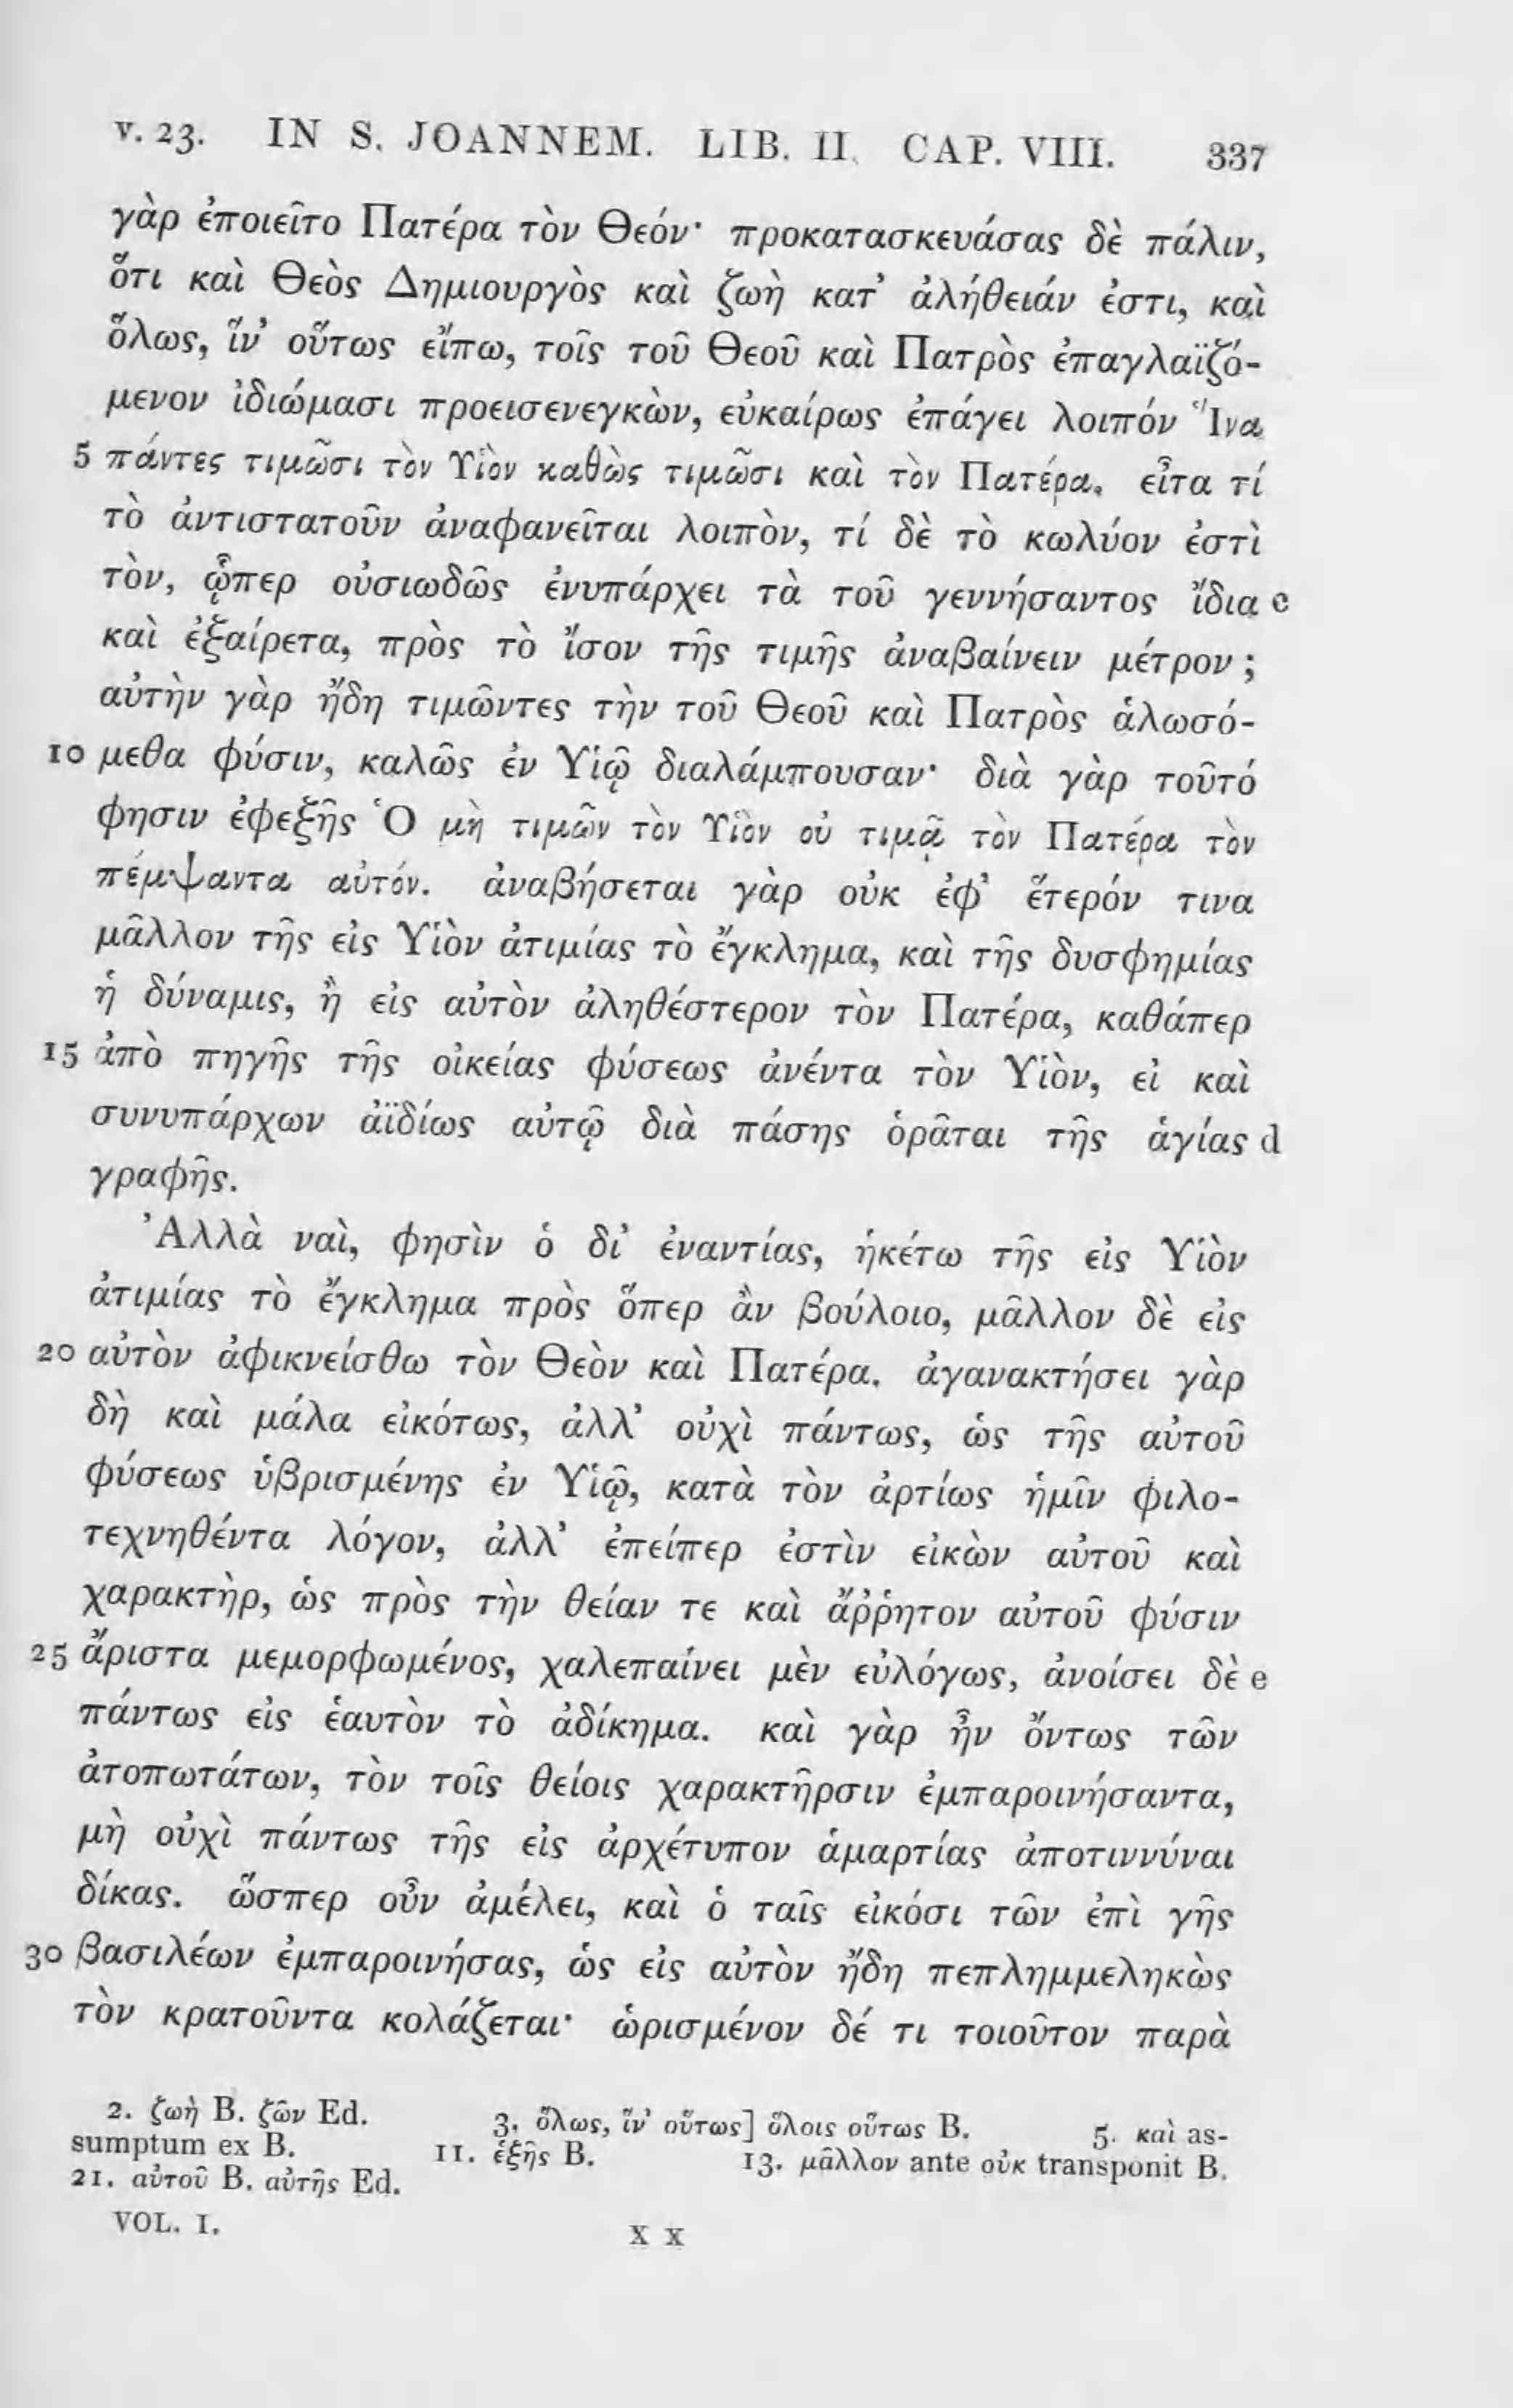 v. 23. IN S. JOANNEM. LIB. II. CAP. VIII. 337
γὰρ ἐποιεῖτο Πατέρα τὸν Θεόν· προκατασκευάσας δὲ πάλιν,
ὅτι καὶ Θεὸς Δημιουργὸς καὶ ζωὴ κατ’ ἀλήθειάν ἐστι, καὶ
ὅλως, ἵν’ οὕτως εἴπω, τοῖς τοῦ Θεοῦ καὶ Πατρὸς ἐπαγλαϊζό-
μενον ἰδιώμασι προεισενεγκὼν, εὐκαίρως ἐπάγει λοιπόν Ἵνα
5 πάντες τιμῶσι τὸν Υἱὸν καθὼς τιμῶσι καὶ τὸν Πατέρα. εἶτα τί
τὸ ἀντιστατοῦν ἀναφανεῖται λοιπὸν, τί δὲ τὸ κωλύον ἐστὶ
τὸν, ᾧπερ οὐσιωδῶς ἐνυπάρχει τὰ τοῦ γεννήσαντος ἴδια c
καὶ ἐξαίρετα, πρὸς τὸ ἴσον τῆς τιμῆς ἀναβαίνειν μέτρον ;
αὐτὴν γὰρ ἤδη τιμῶντες τὴν τοῦ Θεοῦ καὶ Πατρὸς ἁλωσό-
10 μεθα φύσιν, καλῶς ἐν Υἱῷ διαλάμπουσαν· διὰ γὰρ τοῦτό
φησιν ἐφεξῆς Ὁ μὴ τιμῶν τὸν Υἱὸν οὐ τιμᾷ τὸν Πατέρα τὸν
πέμψαντα αὐτόν. ἀναβήσεται γὰρ οὐκ ἐφ’ ἕτερόν τινα
μᾶλλον τῆς εἰς Υἱὸν ἀτιμίας τὸ ἔγκλημα, καὶ τῆς δυσφημίας
ἡ δύναμις, ἢ εἰς αὐτὸν ἀληθέστερον τὸν Πατέρα, καθάπερ
15 ἀπὸ πηγῆς τῆς οἰκείας φύσεως ἀνέντα τὸν Υἱὸν, εἰ καὶ
συνυπάρχων ἀϊδίως αὐτῷ διὰ πάσης ὁρᾶται τῆς ἁγίας d
γραφῆς.
Ἀλλὰ ναὶ, φησὶν ὁ δι’ ἐναντίας, ἡκέτω τῆς εἰς Υἱὸν
ἀτιμίας τὸ ἔγκλημα πρὸς ὅπερ ἂν βούλοιο, μᾶλλον δὲ εἰς
20 αὐτὸν ἀφικνείσθω τὸν Θεὸν καὶ Πατέρα. ἀγανακτήσει γὰρ
δὴ καὶ μάλα εἰκότως, ἀλλ’ οὐχὶ πάντως, ὡς τῆς αὐτοῦ
φύσεως ὑβρισμένης ἐν Υἱῷ, κατὰ τὸν ἀρτίως ἡμῖν φιλο-
τεχνηθέντα λόγον, ἀλλ’ ἐπείπερ ἐστὶν εἰκὼν αὐτοῦ καὶ
χαρακτὴρ, ὡς πρὸς τὴν θείαν τε καὶ ἄῤῥητον αὐτοῦ φύσιν
25 ἄριστα μεμορφωμένος, χαλεπαίνει μὲν εὐλόγως, ἀνοίσει δὲ e
πάντως εἰς ἑαυτὸν τὸ ἀδίκημα. καὶ γὰρ ἦν ὄντως τῶν
ἀτοπωτάτων, τὸν τοῖς θείοις χαρακτῆρσιν ἐμπαροινήσαντα,
μὴ οὐχὶ πάντως τῆς εἰς ἀρχέτυπον ἁμαρτίας ἀποτιννύναι
δίκας. ὥσπερ οὖν ἀμέλει, καὶ ὁ ταῖς εἰκόσι τῶν ἐπὶ γῆς
30 βασιλέων ἐμπαροινήσας, ὡς εἰς αὐτὸν ἤδη πεπλημμεληκὼς
τὸν κρατοῦντα κολάζεται· ὡρισμένον δέ τι τοιοῦτον παρὰ
2. ζωὴ B. ζῶν Ed. 3. ὅλως, ἵν’ οὕτως] ὅλοις οὕτως B. 5. καὶ as-
sumptum ex B. 11. ἑξῆς B. 13. μᾶλλον ante οὐκ transponit B.
21. αὐτοῦ B. αὐτῆς Ed.
VOL. I. X X